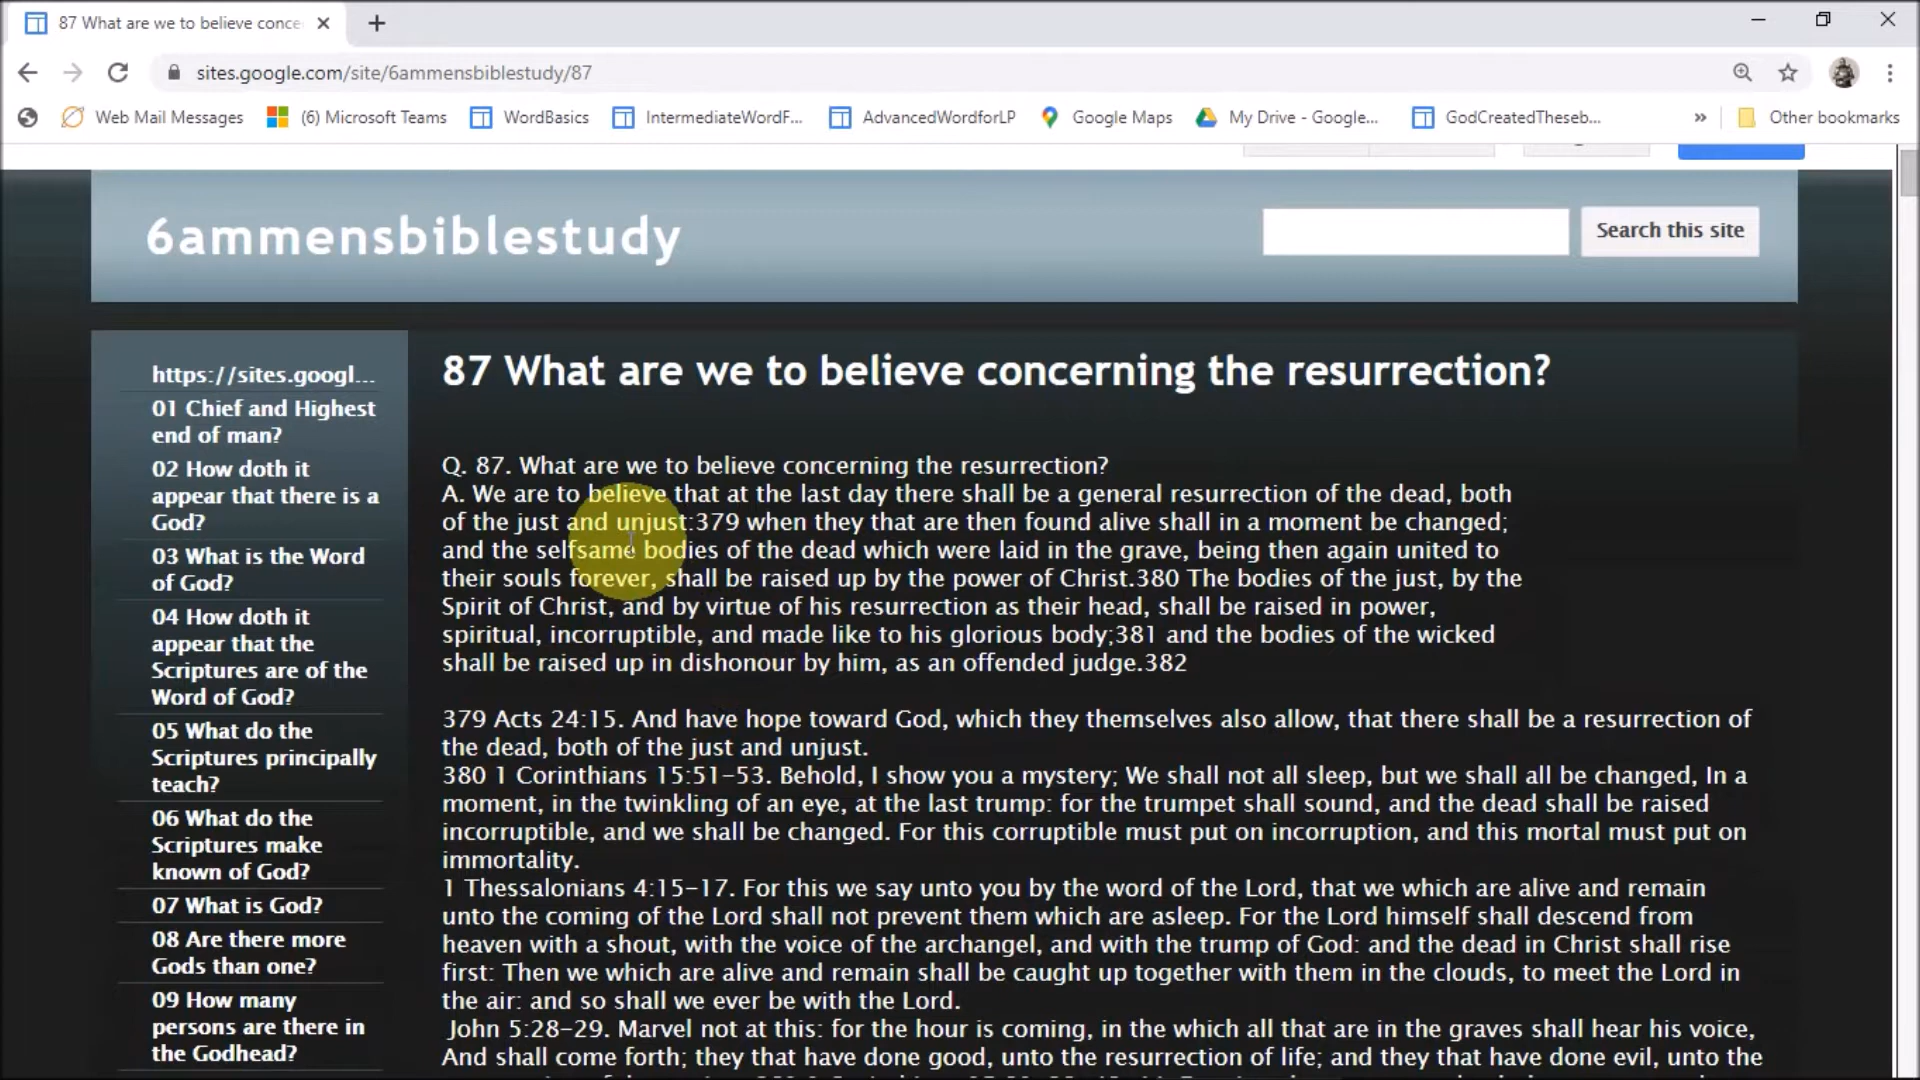 87 What are we to believe conce
sites.google.com/site/6ammensbiblestudy/87
Web Mail Messages
(6) Microsoft Teams
WordBasics
IntermediateWordF...
AdvancedWordforLP
Google Maps
My Drive - Google...
GodCreatedTheseb...
»
Other bookmarks
6ammensbiblestudy
Search this site
https://sites.googl...
01 Chief and Highest
end of man?
02 How doth it
appear that there is a
God?
03 What is the Word
of God?
04 How doth it
appear that the
Scriptures are of the
Word of God?
05 What do the
Scriptures principally
teach?
06 What do the
Scriptures make
known of God?
07 What is God?
08 Are there more
Gods than one?
09 How many
persons are there in
the Godhead?
87 What are we to believe concerning the resurrection?
Q. 87. What are we to believe concerning the resurrection?
A. We are to believe that at the last day there shall be a general resurrection of the dead, both
of the just and unjust:379 when they that are then found alive shall in a moment be changed;
and the selfsame bodies of the dead which were laid in the grave, being then again united to
their souls forever, shall be raised up by the power of Christ.380 The bodies of the just, by the
Spirit of Christ, and by virtue of his resurrection as their head, shall be raised in power,
spiritual, incorruptible, and made like to his glorious body;381 and the bodies of the wicked
shall be raised up in dishonour by him, as an offended judge.382
379 Acts 24:15. And have hope toward God, which they themselves also allow, that there shall be a resurrection of
the dead, both of the just and unjust.
380 1 Corinthians 15:51-53. Behold, I show you a mystery; We shall not all sleep, but we shall all be changed, In a
moment, in the twinkling of an eye, at the last trump: for the trumpet shall sound, and the dead shall be raised
incorruptible, and we shall be changed. For this corruptible must put on incorruption, and this mortal must put on
immortality.
1 Thessalonians 4:15-17. For this we say unto you by the word of the Lord, that we which are alive and remain
unto the coming of the Lord shall not prevent them which are asleep. For the Lord himself shall descend from
heaven with a shout, with the voice of the archangel, and with the trump of God: and the dead in Christ shall rise
first: Then we which are alive and remain shall be caught up together with them in the clouds, to meet the Lord in
the air: and so shall we ever be with the Lord.
John 5:28-29. Marvel not at this: for the hour is coming, in the which all that are in the graves shall hear his voice,
And shall come forth; they that have done good, unto the resurrection of life; and they that have done evil, unto the